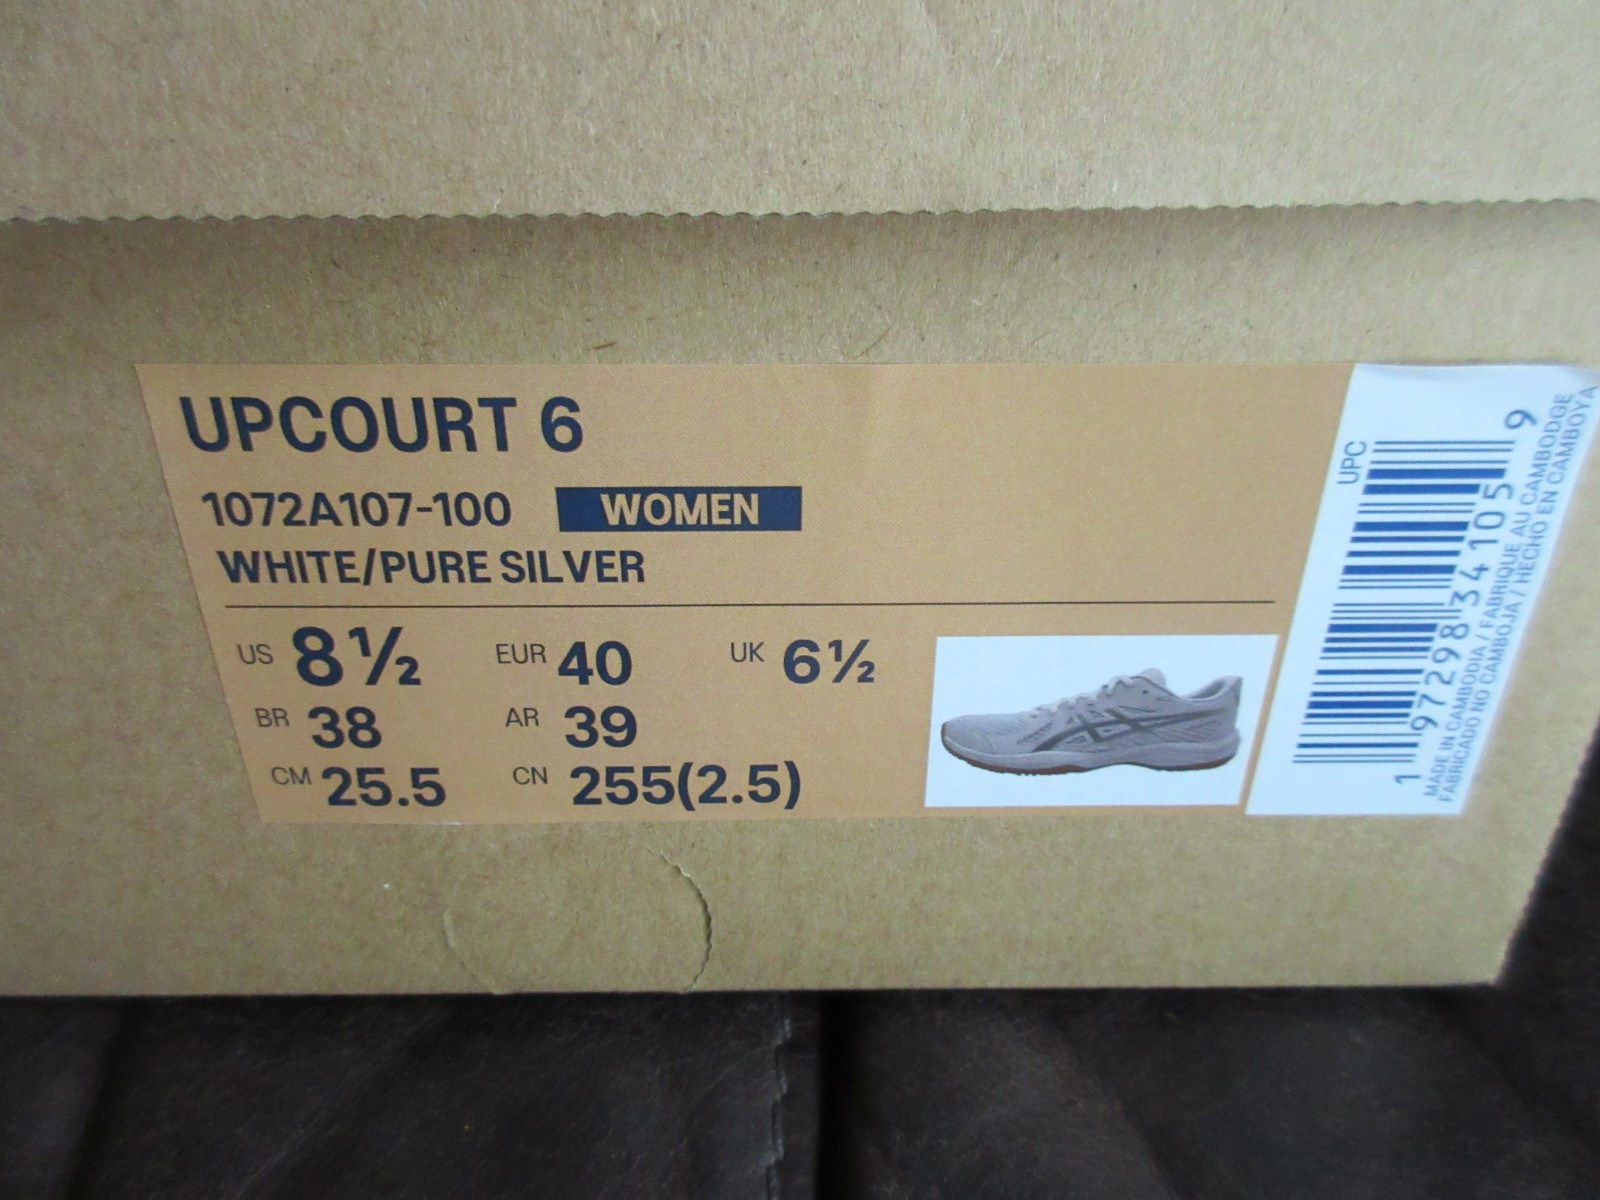 UPCOURT 6
1072A107-100 WOMEN
WHITE/PURE SILVER
US 8½ EUR 40 UK 6½
BR 38 AR 39
CM 25.5 CN 255(2.5)
UPC
1 97298 34105 9
MADE IN CAMBODIA / FABRIQUE AU CAMBODGE
FABRICADO NO CAMBOJA / HECHO EN CAMBOYA